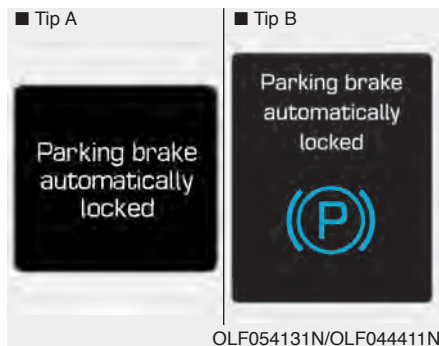 ■ Tip A
Parking brake
automatically
locked
■ Tip B
Parking brake
automatically
locked
P
OLF054131N/OLF044411N